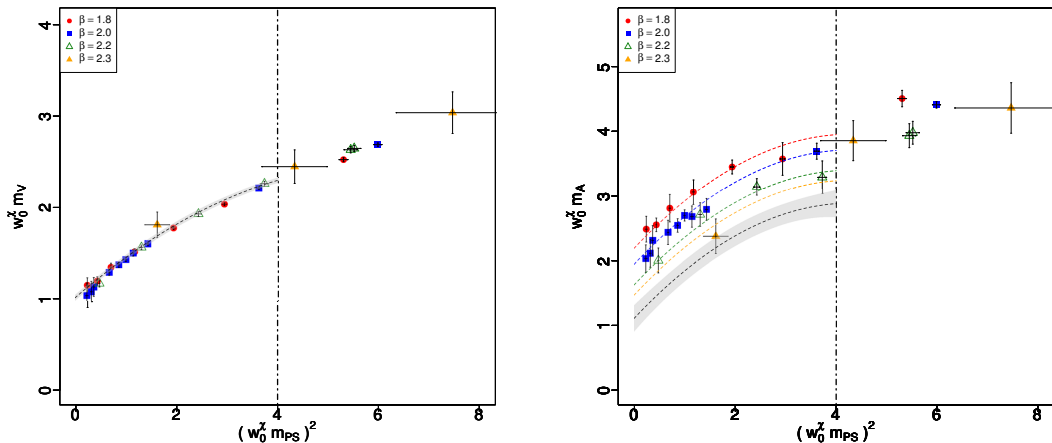 β = 1.8
β = 2.0
β = 2.2
β = 2.3
4
3
2
1
0
w₀^χ m_V
0 2 4 6 8
( w₀^χ m_PS )²
β = 1.8
β = 2.0
β = 2.2
β = 2.3
5
4
3
2
1
0
w₀^χ m_A
0 2 4 6 8
( w₀^χ m_PS )²